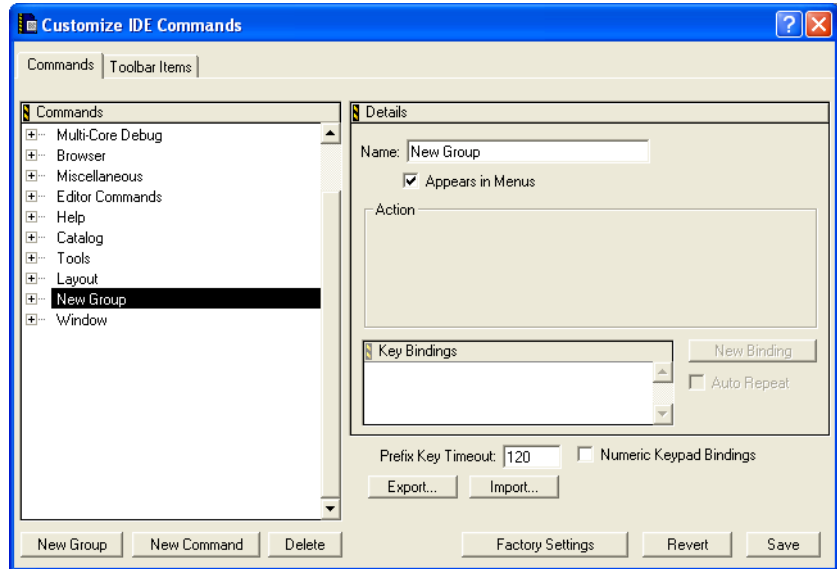 Customize IDE Commands
Commands
Toolbar Items
Commands
Multi-Core Debug
Browser
Miscellaneous
Editor Commands
Help
Catalog
Tools
Layout
New Group
Window
New Group
New Command
Delete
Details
Name: New Group
Appears in Menus
Action
Key Bindings
New Binding
Auto Repeat
Prefix Key Timeout: 120
Numeric Keypad Bindings
Export...
Import...
Factory Settings
Revert
Save